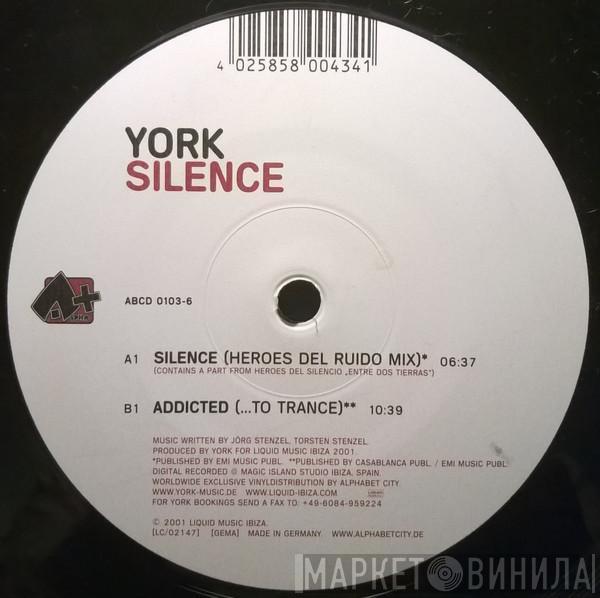 4 025858 004341
YORK
SILENCE
A+
ALPHA
ABCD 0103-6
A1 SILENCE (HEROES DEL RUIDO MIX)* 06:37
(CONTAINS A PART FROM HEROES DEL SILENCIO „ENTRE DOS TIERRAS")
B1 ADDICTED (...TO TRANCE)** 10:39
MUSIC WRITTEN BY JÖRG STENZEL, TORSTEN STENZEL.
PRODUCED BY YORK FOR LIQUID MUSIC IBIZA 2001.
*PUBLISHED BY EMI MUSIC PUBL. **PUBLISHED BY CASABLANCA PUBL. / EMI MUSIC PUBL.
DIGITAL RECORDED @ MAGIC ISLAND STUDIO IBIZA, SPAIN.
WORLDWIDE EXCLUSIVE VINYLDISTRIBUTION BY ALPHABET CITY.
WWW.YORK-MUSIC.DE WWW.LIQUID-IBIZA.COM
FOR YORK BOOKINGS SEND A FAX TO: +49-6084-959224
© 2001 LIQUID MUSIC IBIZA.
[LC/02147] [GEMA] MADE IN GERMANY. WWW.ALPHABETCITY.DE
МАРКЕТ ВИНИЛА